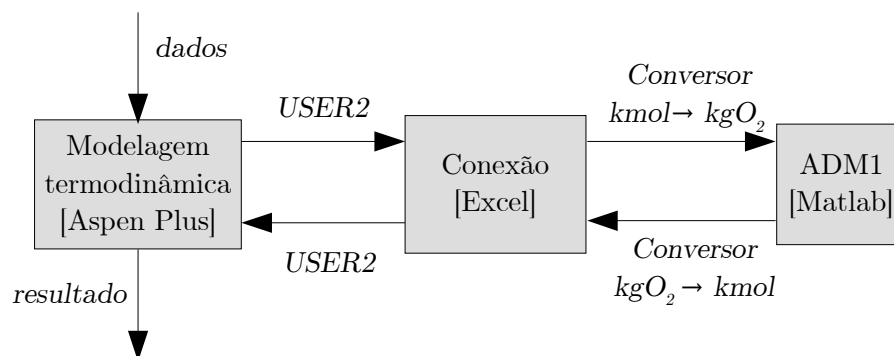 dados
USER2
Conversor
kmol→ kgO₂
Modelagem
termodinâmica
[Aspen Plus]
Conexão
[Excel]
ADM1
[Matlab]
USER2
Conversor
kgO₂→ kmol
resultado